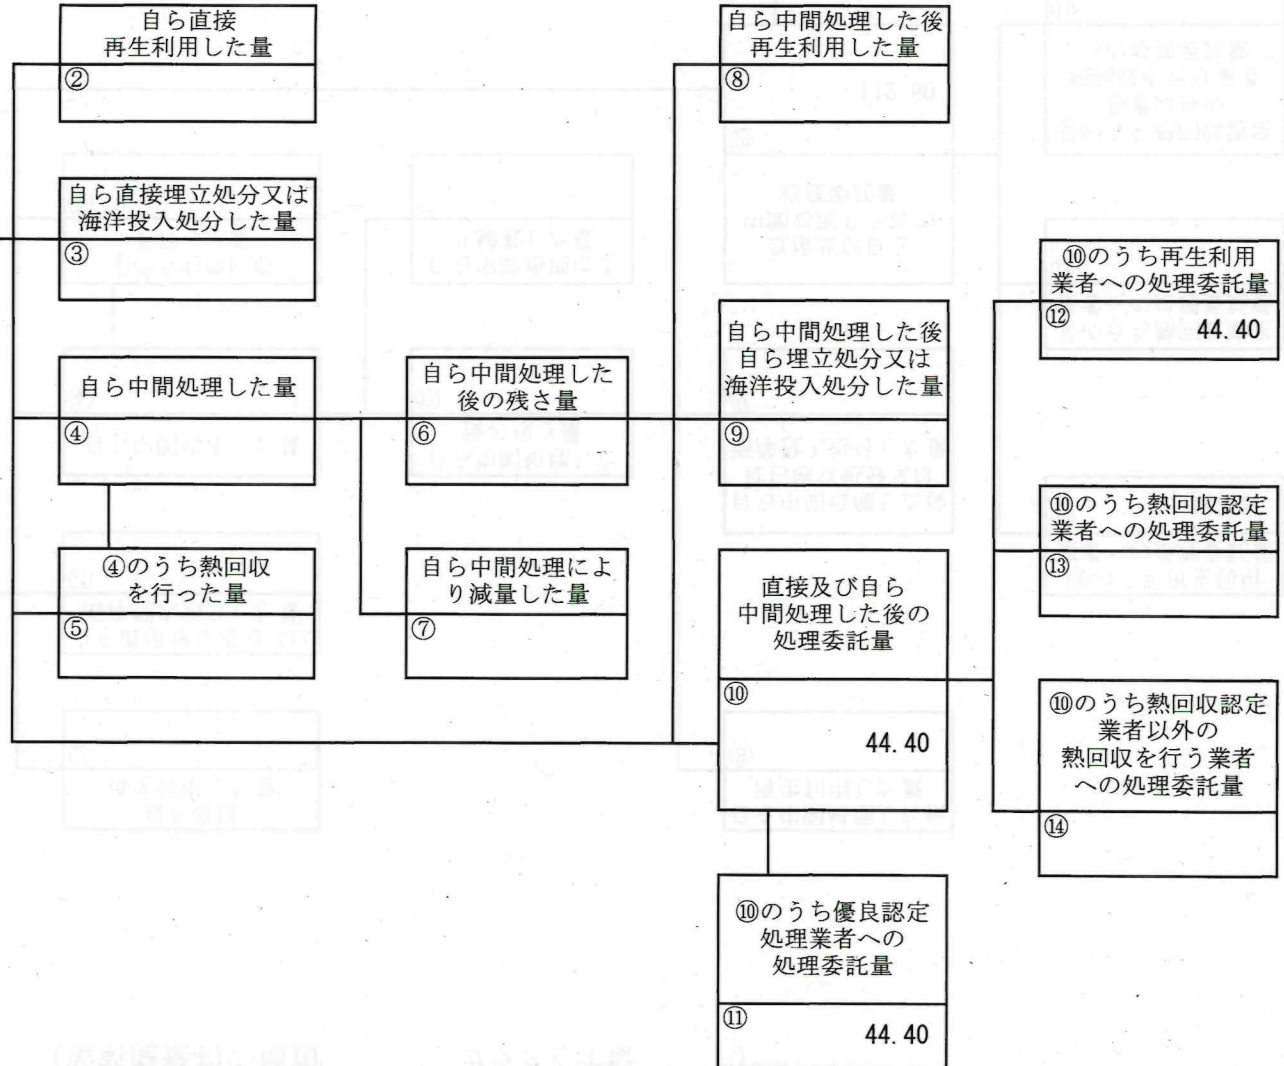 自ら直接
再生利用した量
②
自ら直接埋立処分又は
海洋投入処分した量
③
自ら中間処理した量
④
④のうち熱回収
を行った量
⑤
自ら中間処理した
後の残さ量
⑥
自ら中間処理によ
り減量した量
⑦
自ら中間処理した後
再生利用した量
⑧
自ら中間処理した後
自ら埋立処分又は
海洋投入処分した量
⑨
直接及び自ら
中間処理した後の
処理委託量
⑩
44.40
⑩のうち優良認定
処理業者への
処理委託量
⑪
44.40
⑩のうち再生利用
業者への処理委託量
⑫
44.40
⑩のうち熱回収認定
業者への処理委託量
⑬
⑩のうち熱回収認定
業者以外の
熱回収を行う業者
への処理委託量
⑭